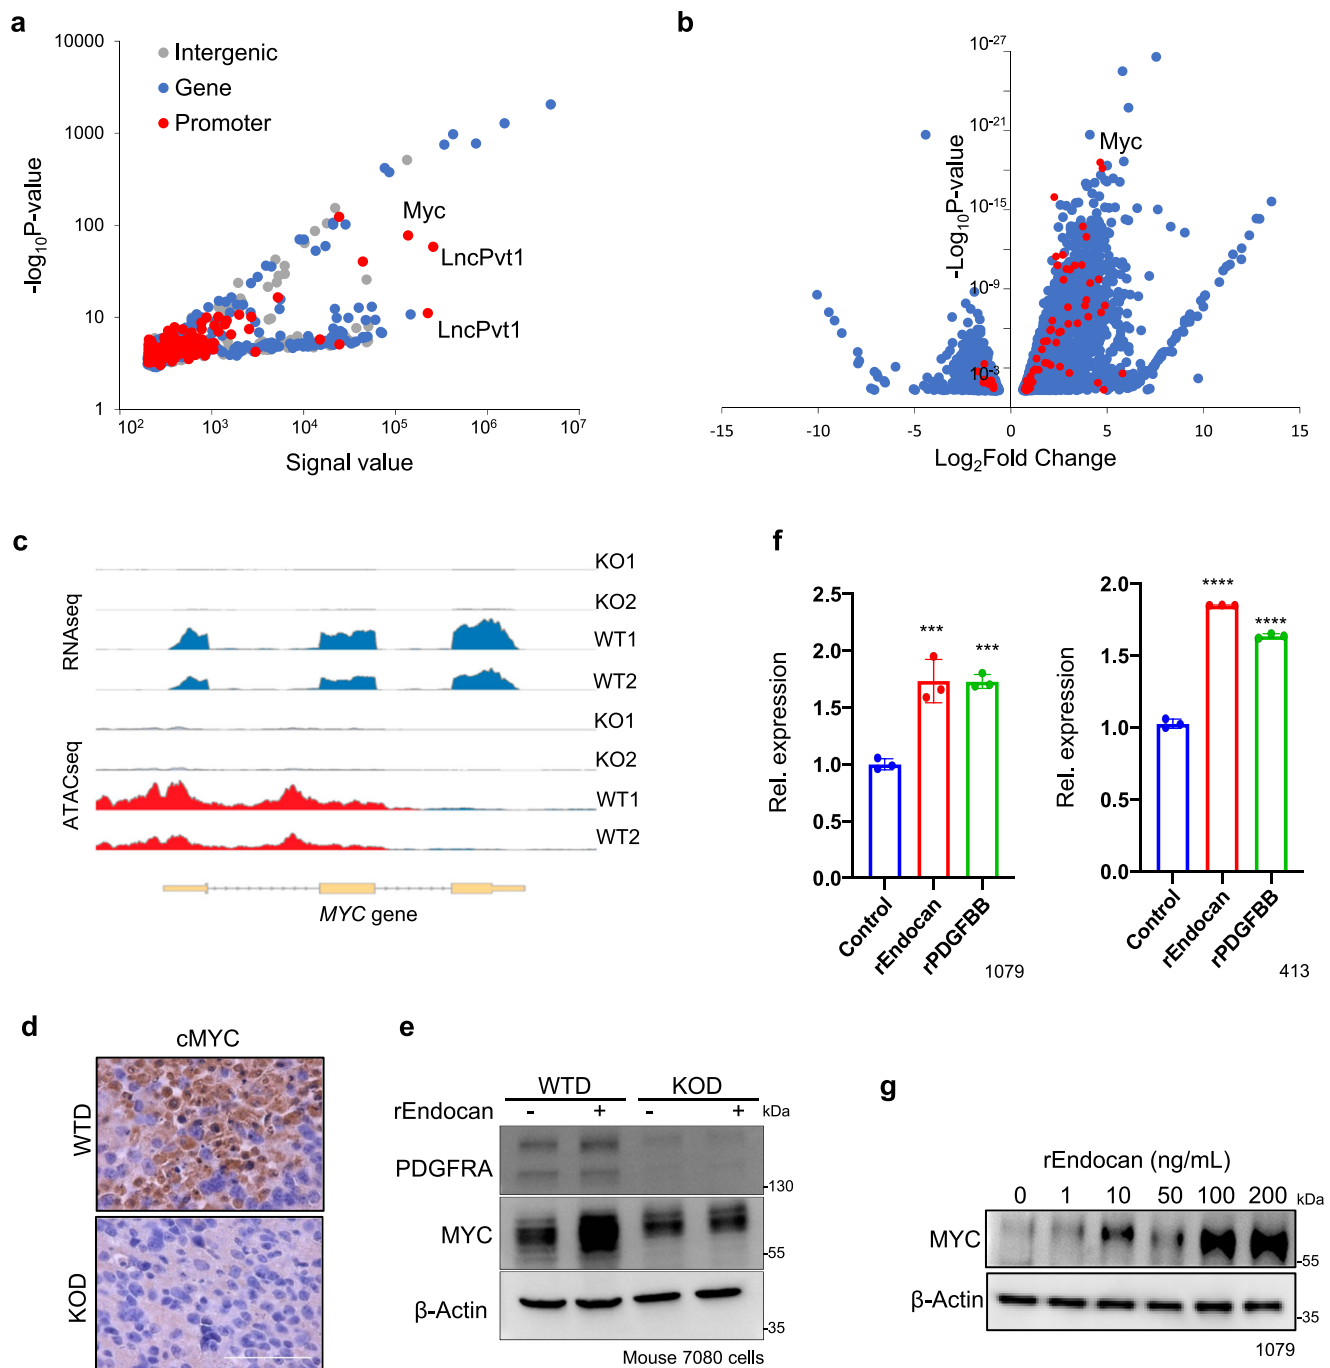 a
10000
1000
100
10
1
-log₁₀P-value
Intergenic
Gene
Promoter
Myc
LncPvt1
LncPvt1
10² 10³ 10⁴ 10⁵ 10⁶ 10⁷
Signal value
b
10⁻²⁷
10⁻²¹
10⁻¹⁵
10⁻⁹
10⁻³
-Log₁₀P-value
Myc
-15 -10 -5 0 5 10 15
Log₂Fold Change
c
RNAseq
KO1
KO2
WT1
WT2
ATACseq
KO1
KO2
WT1
WT2
MYC gene
f
Rel. expression
2.5
2.0
1.5
1.0
0.5
0.0
*** ***
Control rEndocan rPDGFBB
1079
Rel. expression
2.0
1.5
1.0
0.5
0.0
**** ****
Control rEndocan rPDGFBB
413
d
cMYC
WTD
KOD
e
WTD KOD
rEndocan - + - + kDa
PDGFRA
-130
MYC
-55
β-Actin
-35
Mouse 7080 cells
g
rEndocan (ng/mL)
0 1 10 50 100 200 kDa
MYC
-55
β-Actin
-35
1079